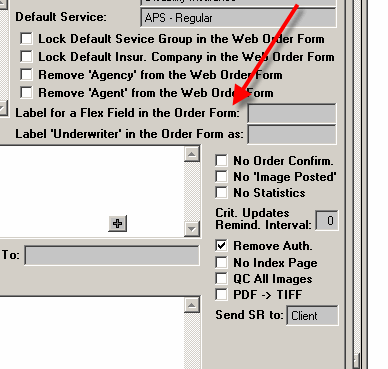 Default Service: APS - Regular
Lock Default Sevice Group in the Web Order Form
Lock Default Insur. Company in the Web Order Form
Remove 'Agency' from the Web Order Form
Remove 'Agent' from the Web Order Form
Label for a Flex Field in the Order Form:
Label 'Underwriter' in the Order Form as:
No Order Confirm.
No 'Image Posted'
No Statistics
Crit. Updates
Remind. Interval: 0
To:
Remove Auth.
No Index Page
QC All Images
PDF -> TIFF
Send SR to: Client